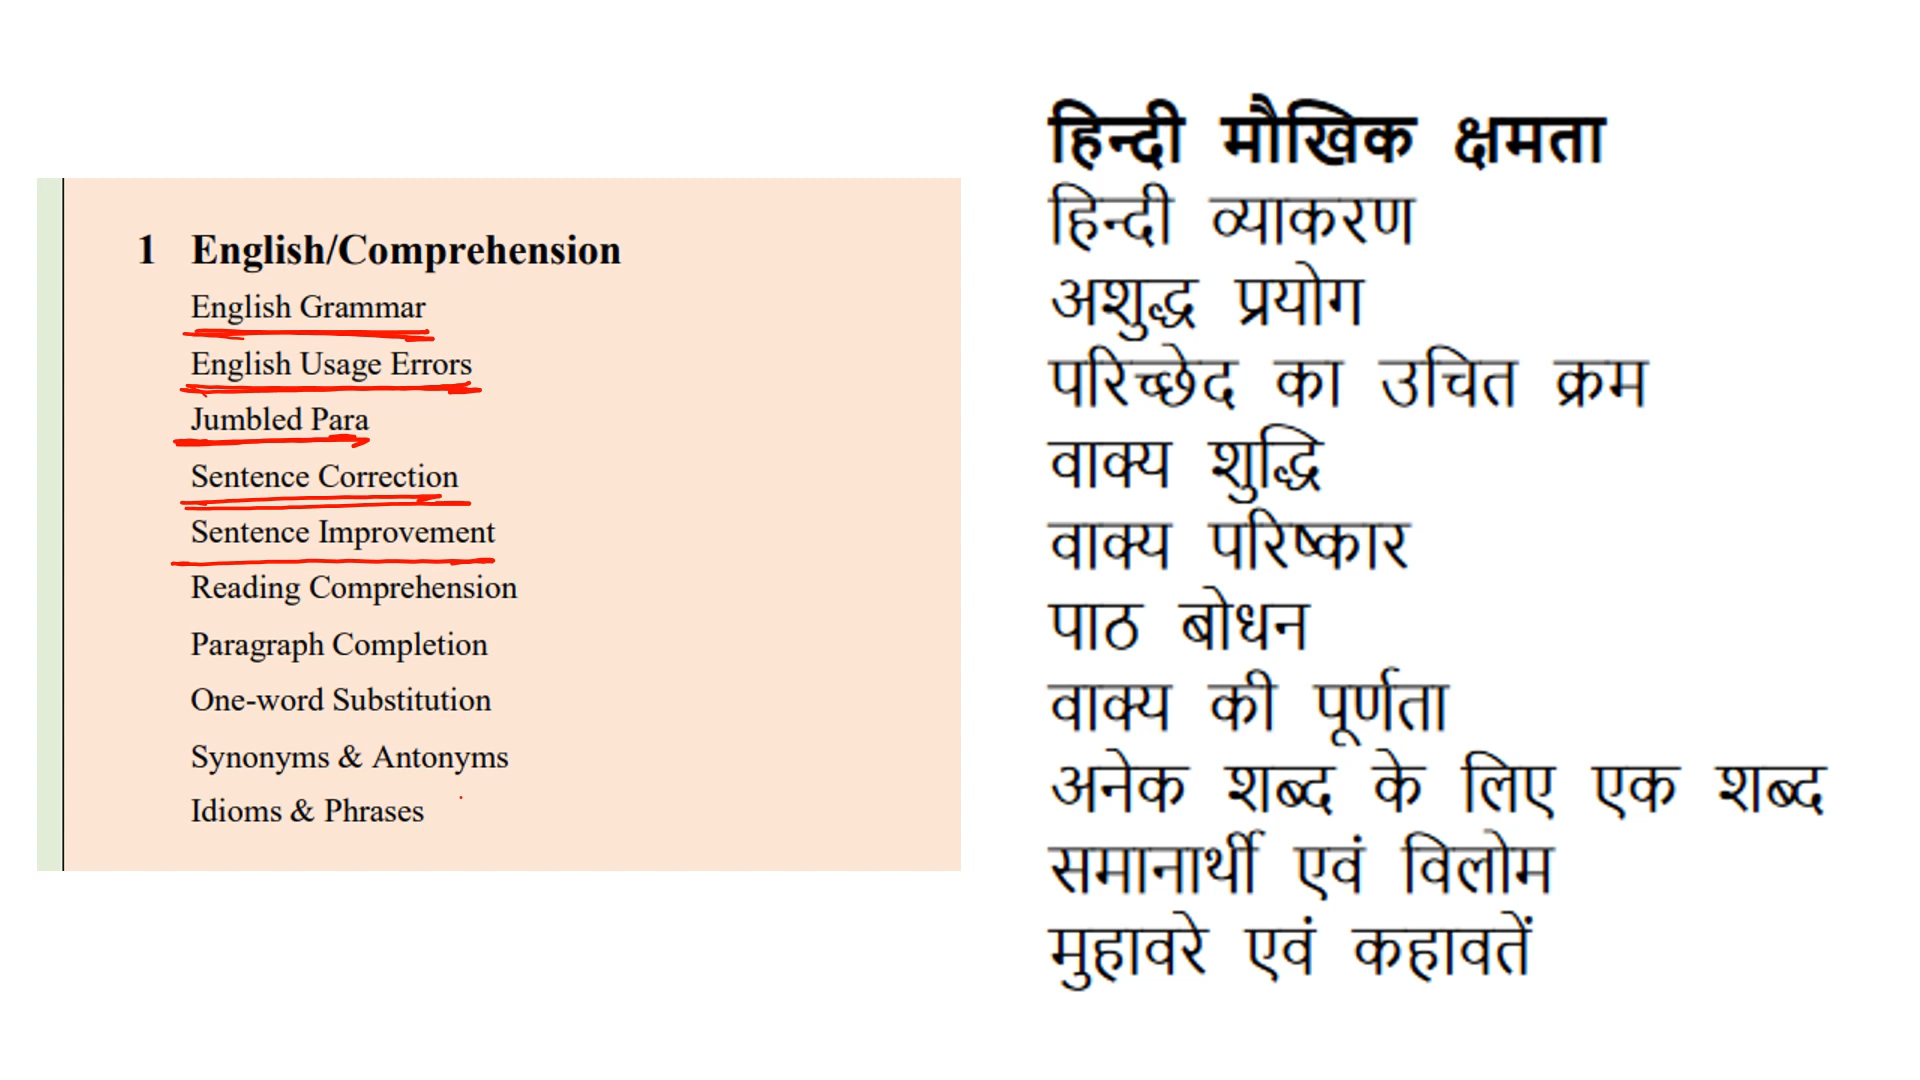 1 English/Comprehension
English Grammar
English Usage Errors
Jumbled Para
Sentence Correction
Sentence Improvement
Reading Comprehension
Paragraph Completion
One-word Substitution
Synonyms & Antonyms
Idioms & Phrases
हिन्दी मौखिक क्षमता
हिन्दी व्याकरण
अशुद्ध प्रयोग
परिच्छेद का उचित क्रम
वाक्य शुद्धि
वाक्य परिष्कार
पाठ बोधन
वाक्य की पूर्णता
अनेक शब्द के लिए एक शब्द
समानार्थी एवं विलोम
मुहावरे एवं कहावतें